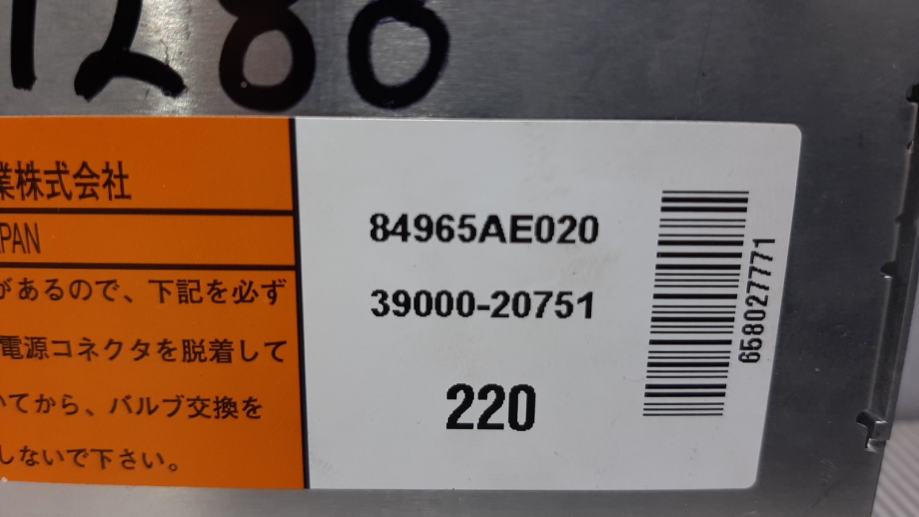 1288
業株式会社
APAN
があるので、下記を必ず
電源コネクタを脱着して
いてから、バルブ交換を
しないで下さい。
84965AE020
39000-20751
220
658027771